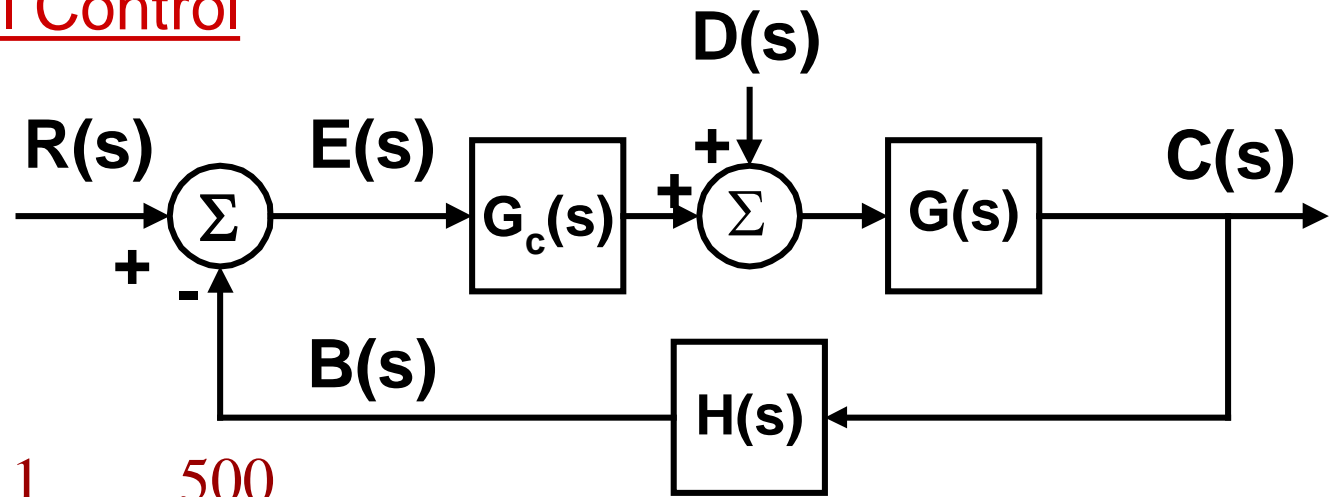 Control
D(s)
R(s) E(s) C(s)
+ +
Σ Gc(s) Σ G(s)
+ -
B(s)
H(s)
1 500